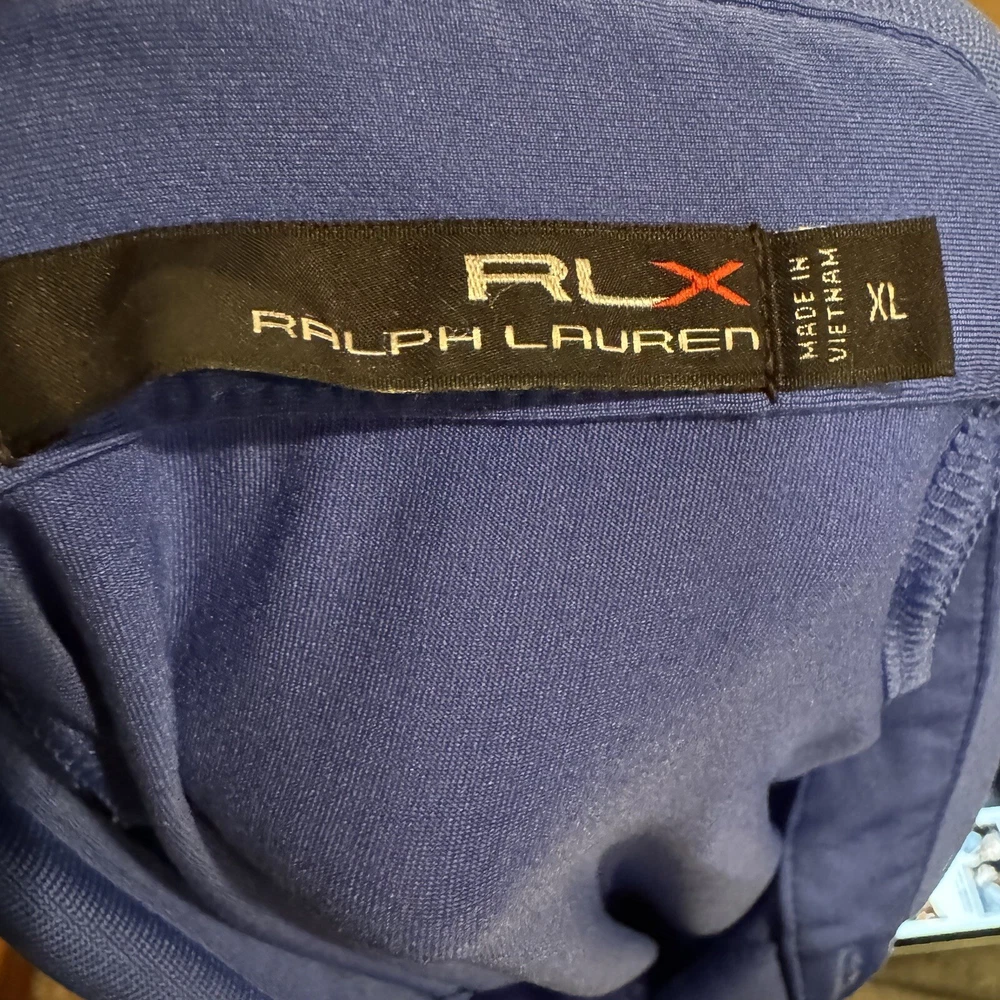 RLX
RALPH LAUREN
MADE IN
VIETNAM
XL